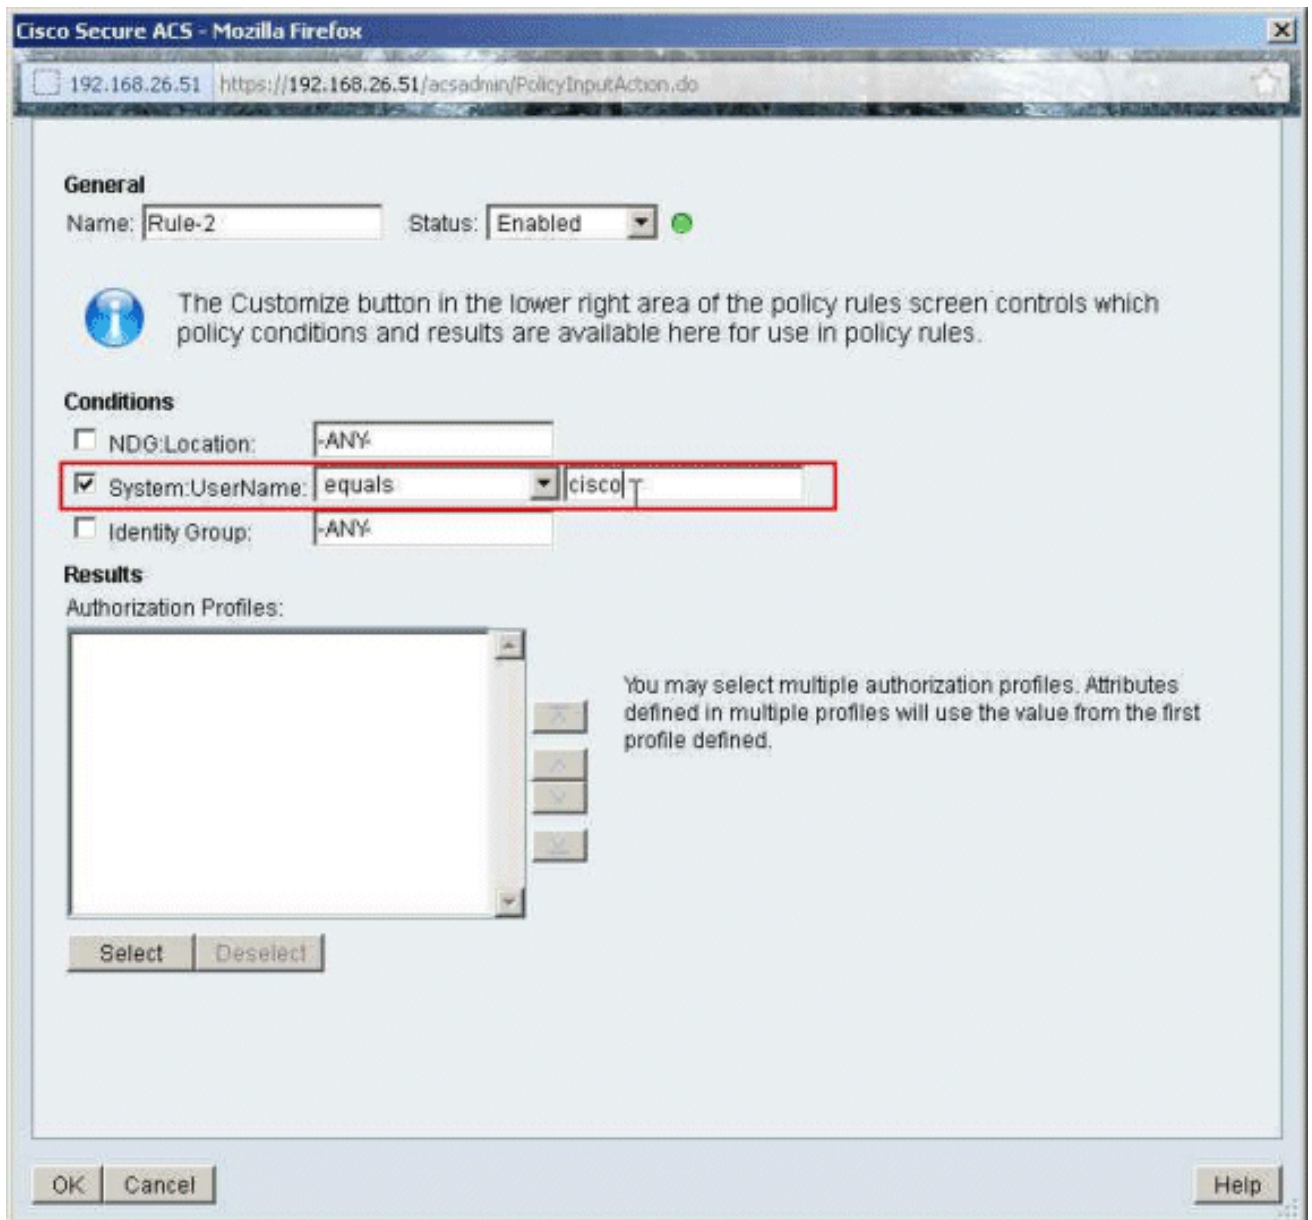 Cisco Secure ACS - Mozilla Firefox
192.168.26.51 https://192.168.26.51/acsadmin/PolicyInputAction.do
General
Name: Rule-2 Status: Enabled
The Customize button in the lower right area of the policy rules screen controls which
policy conditions and results are available here for use in policy rules.
Conditions
NDG:Location: -ANY-
System:UserName: equals cisco
Identity Group: -ANY-
Results
Authorization Profiles:
You may select multiple authorization profiles. Attributes
defined in multiple profiles will use the value from the first
profile defined.
Select Deselect
OK Cancel Help